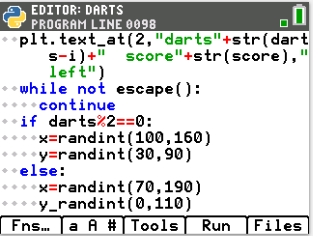 EDITOR: DARTS
PROGRAM LINE 0098
plt.text_at(2,"darts"+str(dart
s-i)+"  score"+str(score),"
left")
while not escape():
continue
if darts%2==0:
x=randint(100,160)
y=randint(30,90)
else:
x=randint(70,190)
y_randint(0,110)
Fns… a A # Tools Run Files